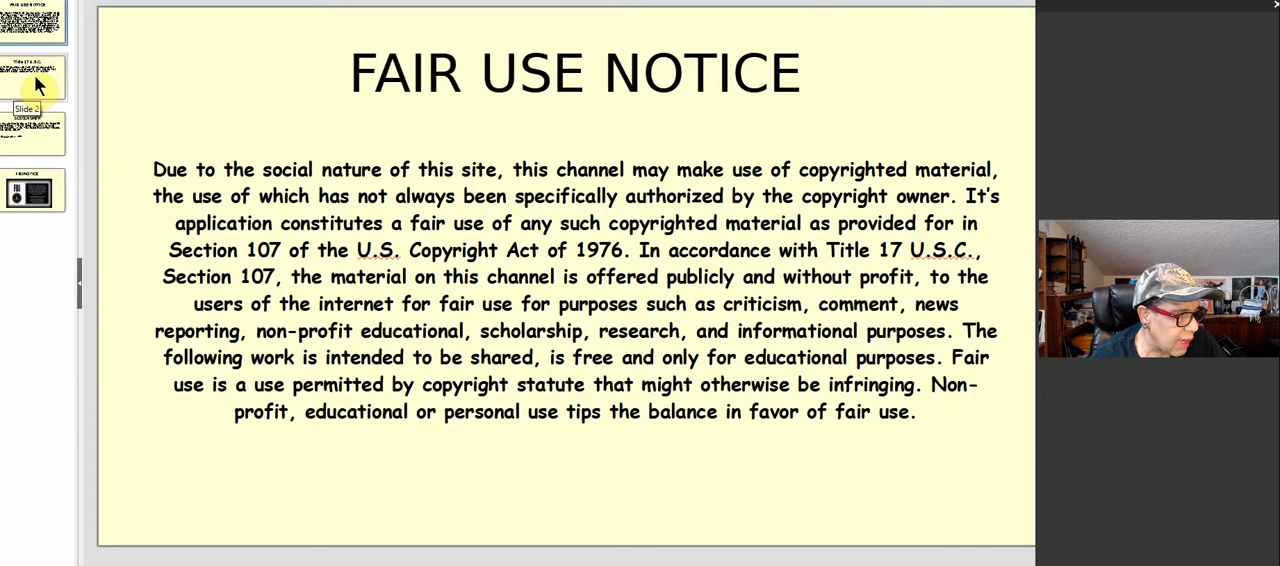 FAIR USE NOTICE
Due to the social nature of this site, this channel may make use of copyrighted material,
the use of which has not always been specifically authorized by the copyright owner. It's
application constitutes a fair use of any such copyrighted material as provided for in
Section 107 of the U.S. Copyright Act of 1976. In accordance with Title 17 U.S.C.,
Section 107, the material on this channel is offered publicly and without profit, to the
users of the internet for fair use for purposes such as criticism, comment, news
reporting, non-profit educational, scholarship, research, and informational purposes. The
following work is intended to be shared, is free and only for educational purposes. Fair
use is a use permitted by copyright statute that might otherwise be infringing. Non-
profit, educational or personal use tips the balance in favor of fair use.
FAIR USE NOTICE
Title 17 U.S.C.
Slide 2